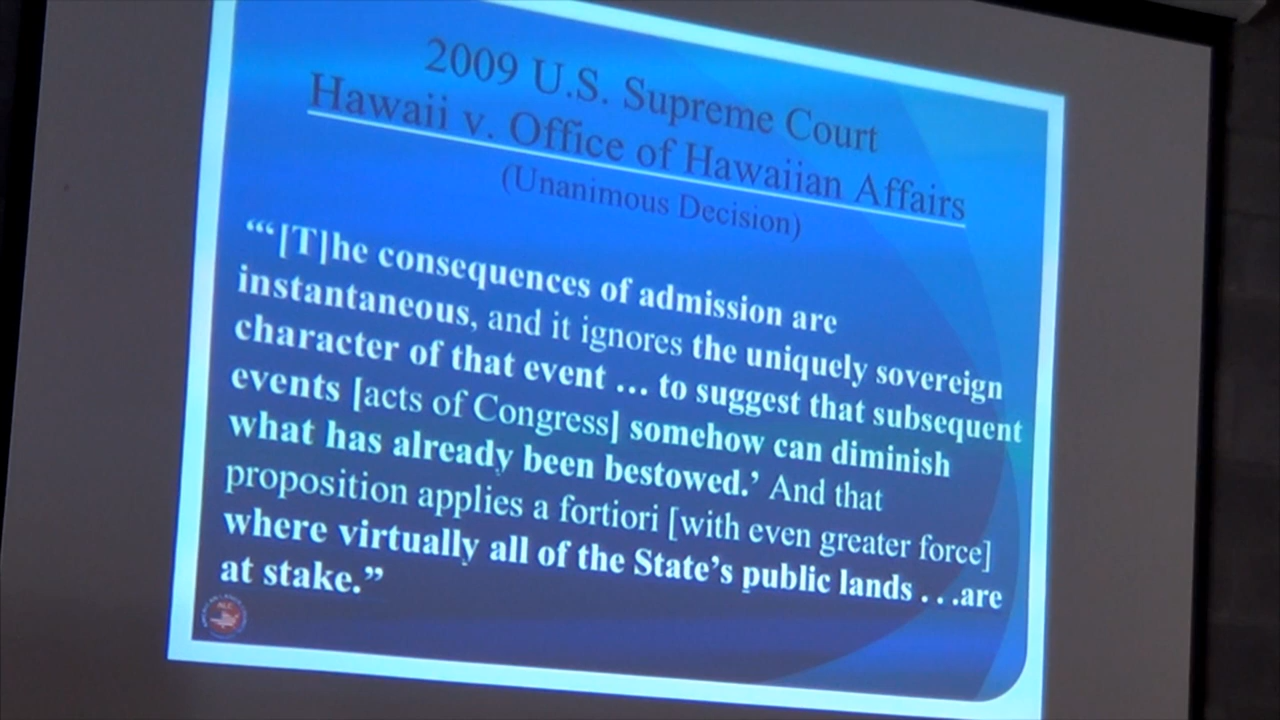 2009 U.S. Supreme Court
Hawaii v. Office of Hawaiian Affairs
(Unanimous Decision)
“‘[T]he consequences of admission are
instantaneous, and it ignores the uniquely sovereign
character of that event ... to suggest that subsequent
events [acts of Congress] somehow can diminish
what has already been bestowed.’ And that
proposition applies a fortiori [with even greater force]
where virtually all of the State’s public lands . . .are
at stake.”